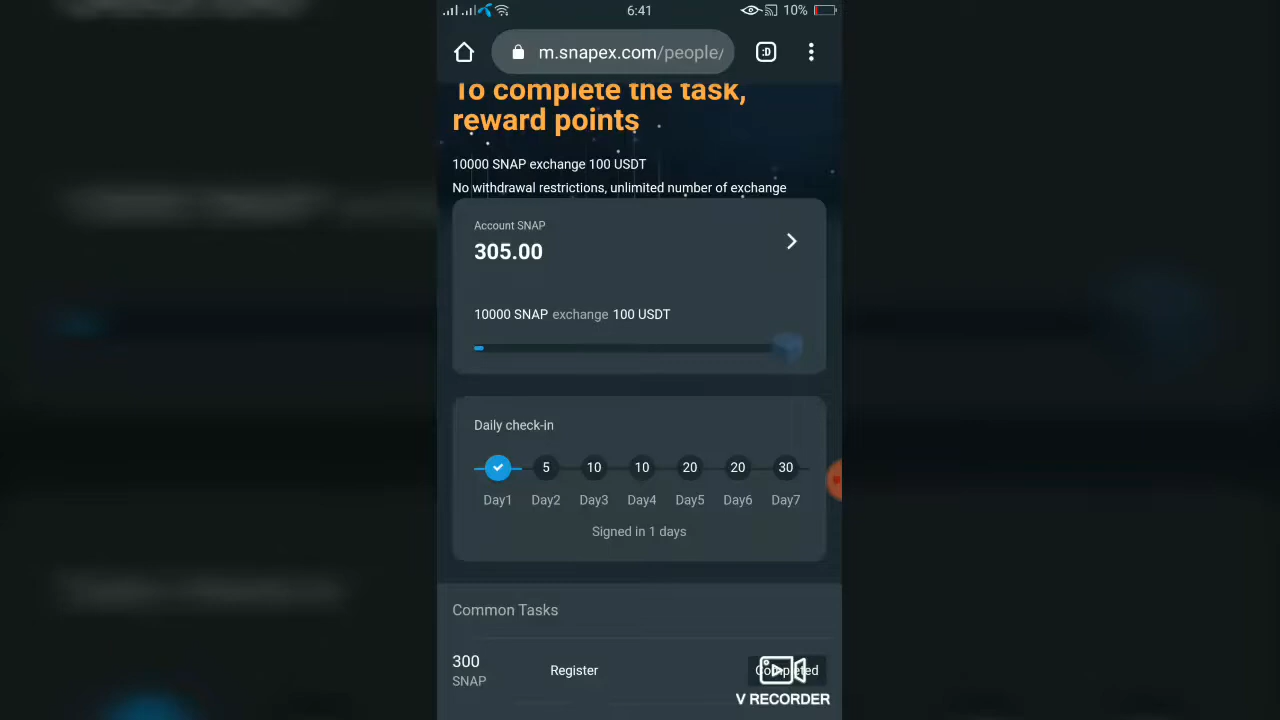 6:41
10%
m.snapex.com/people/
:D
To complete the task,
reward points
10000 SNAP exchange 100 USDT
No withdrawal restrictions, unlimited number of exchange
Account SNAP
305.00
10000 SNAP exchange 100 USDT
Daily check-in
5 10 10 20 20 30
Day1 Day2 Day3 Day4 Day5 Day6 Day7
Signed in 1 days
Common Tasks
300
SNAP
Register
Completed
V RECORDER